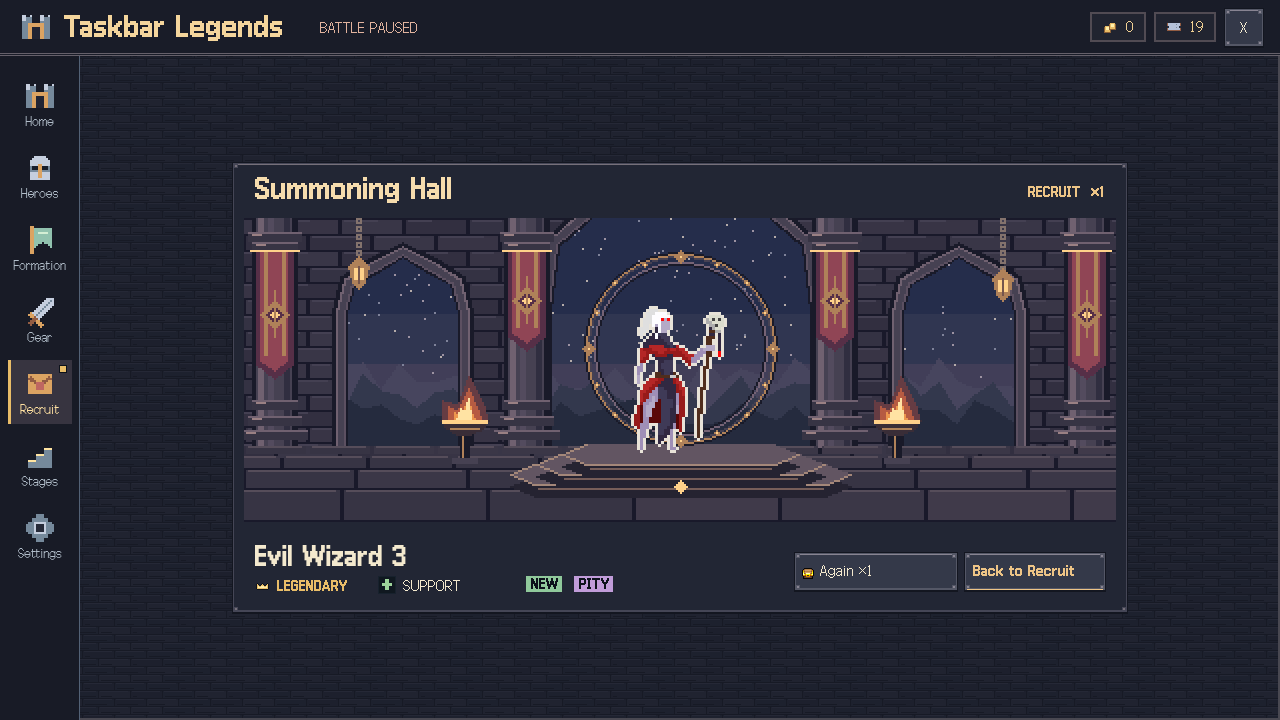 Taskbar Legends
BATTLE PAUSED
0
19
X
Home
Heroes
Formation
Gear
Recruit
Stages
Settings
Summoning Hall
RECRUIT ×1
Evil Wizard 3
LEGENDARY
SUPPORT
NEW
PITY
Again ×1
Back to Recruit